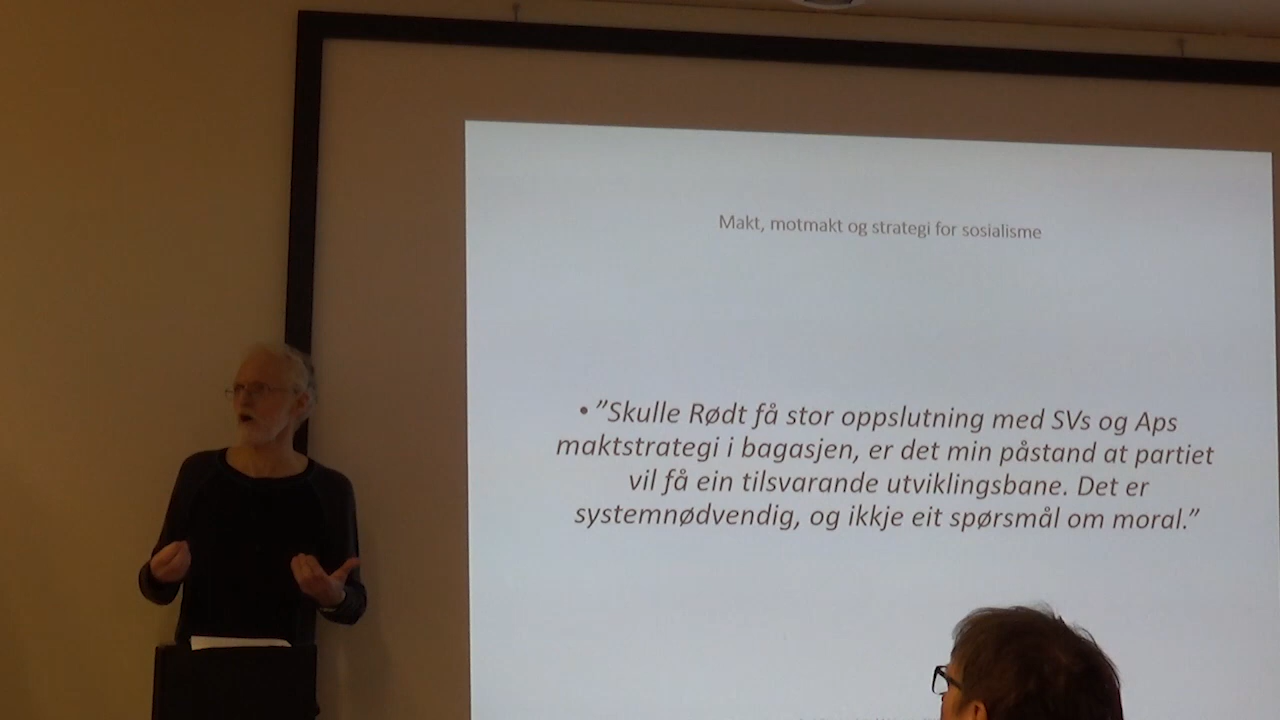 Makt, motmakt og strategi for sosialisme
• ”Skulle Rødt få stor oppslutning med SVs og Aps
maktstrategi i bagasjen, er det min påstand at partiet
vil få ein tilsvarande utviklingsbane. Det er
systemnødvendig, og ikkje eit spørsmål om moral.”